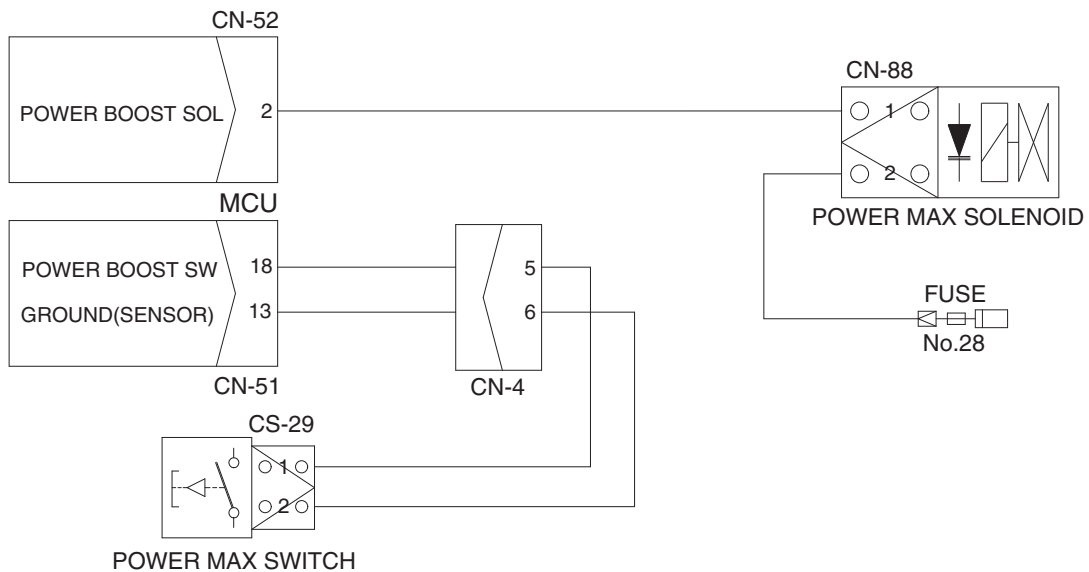 CN-52
POWER BOOST SOL 2
CN-88
1
2
POWER MAX SOLENOID
MCU
POWER BOOST SW 18
GROUND(SENSOR) 13
CN-51
5
6
CN-4
FUSE
No.28
CS-29
1
2
POWER MAX SWITCH